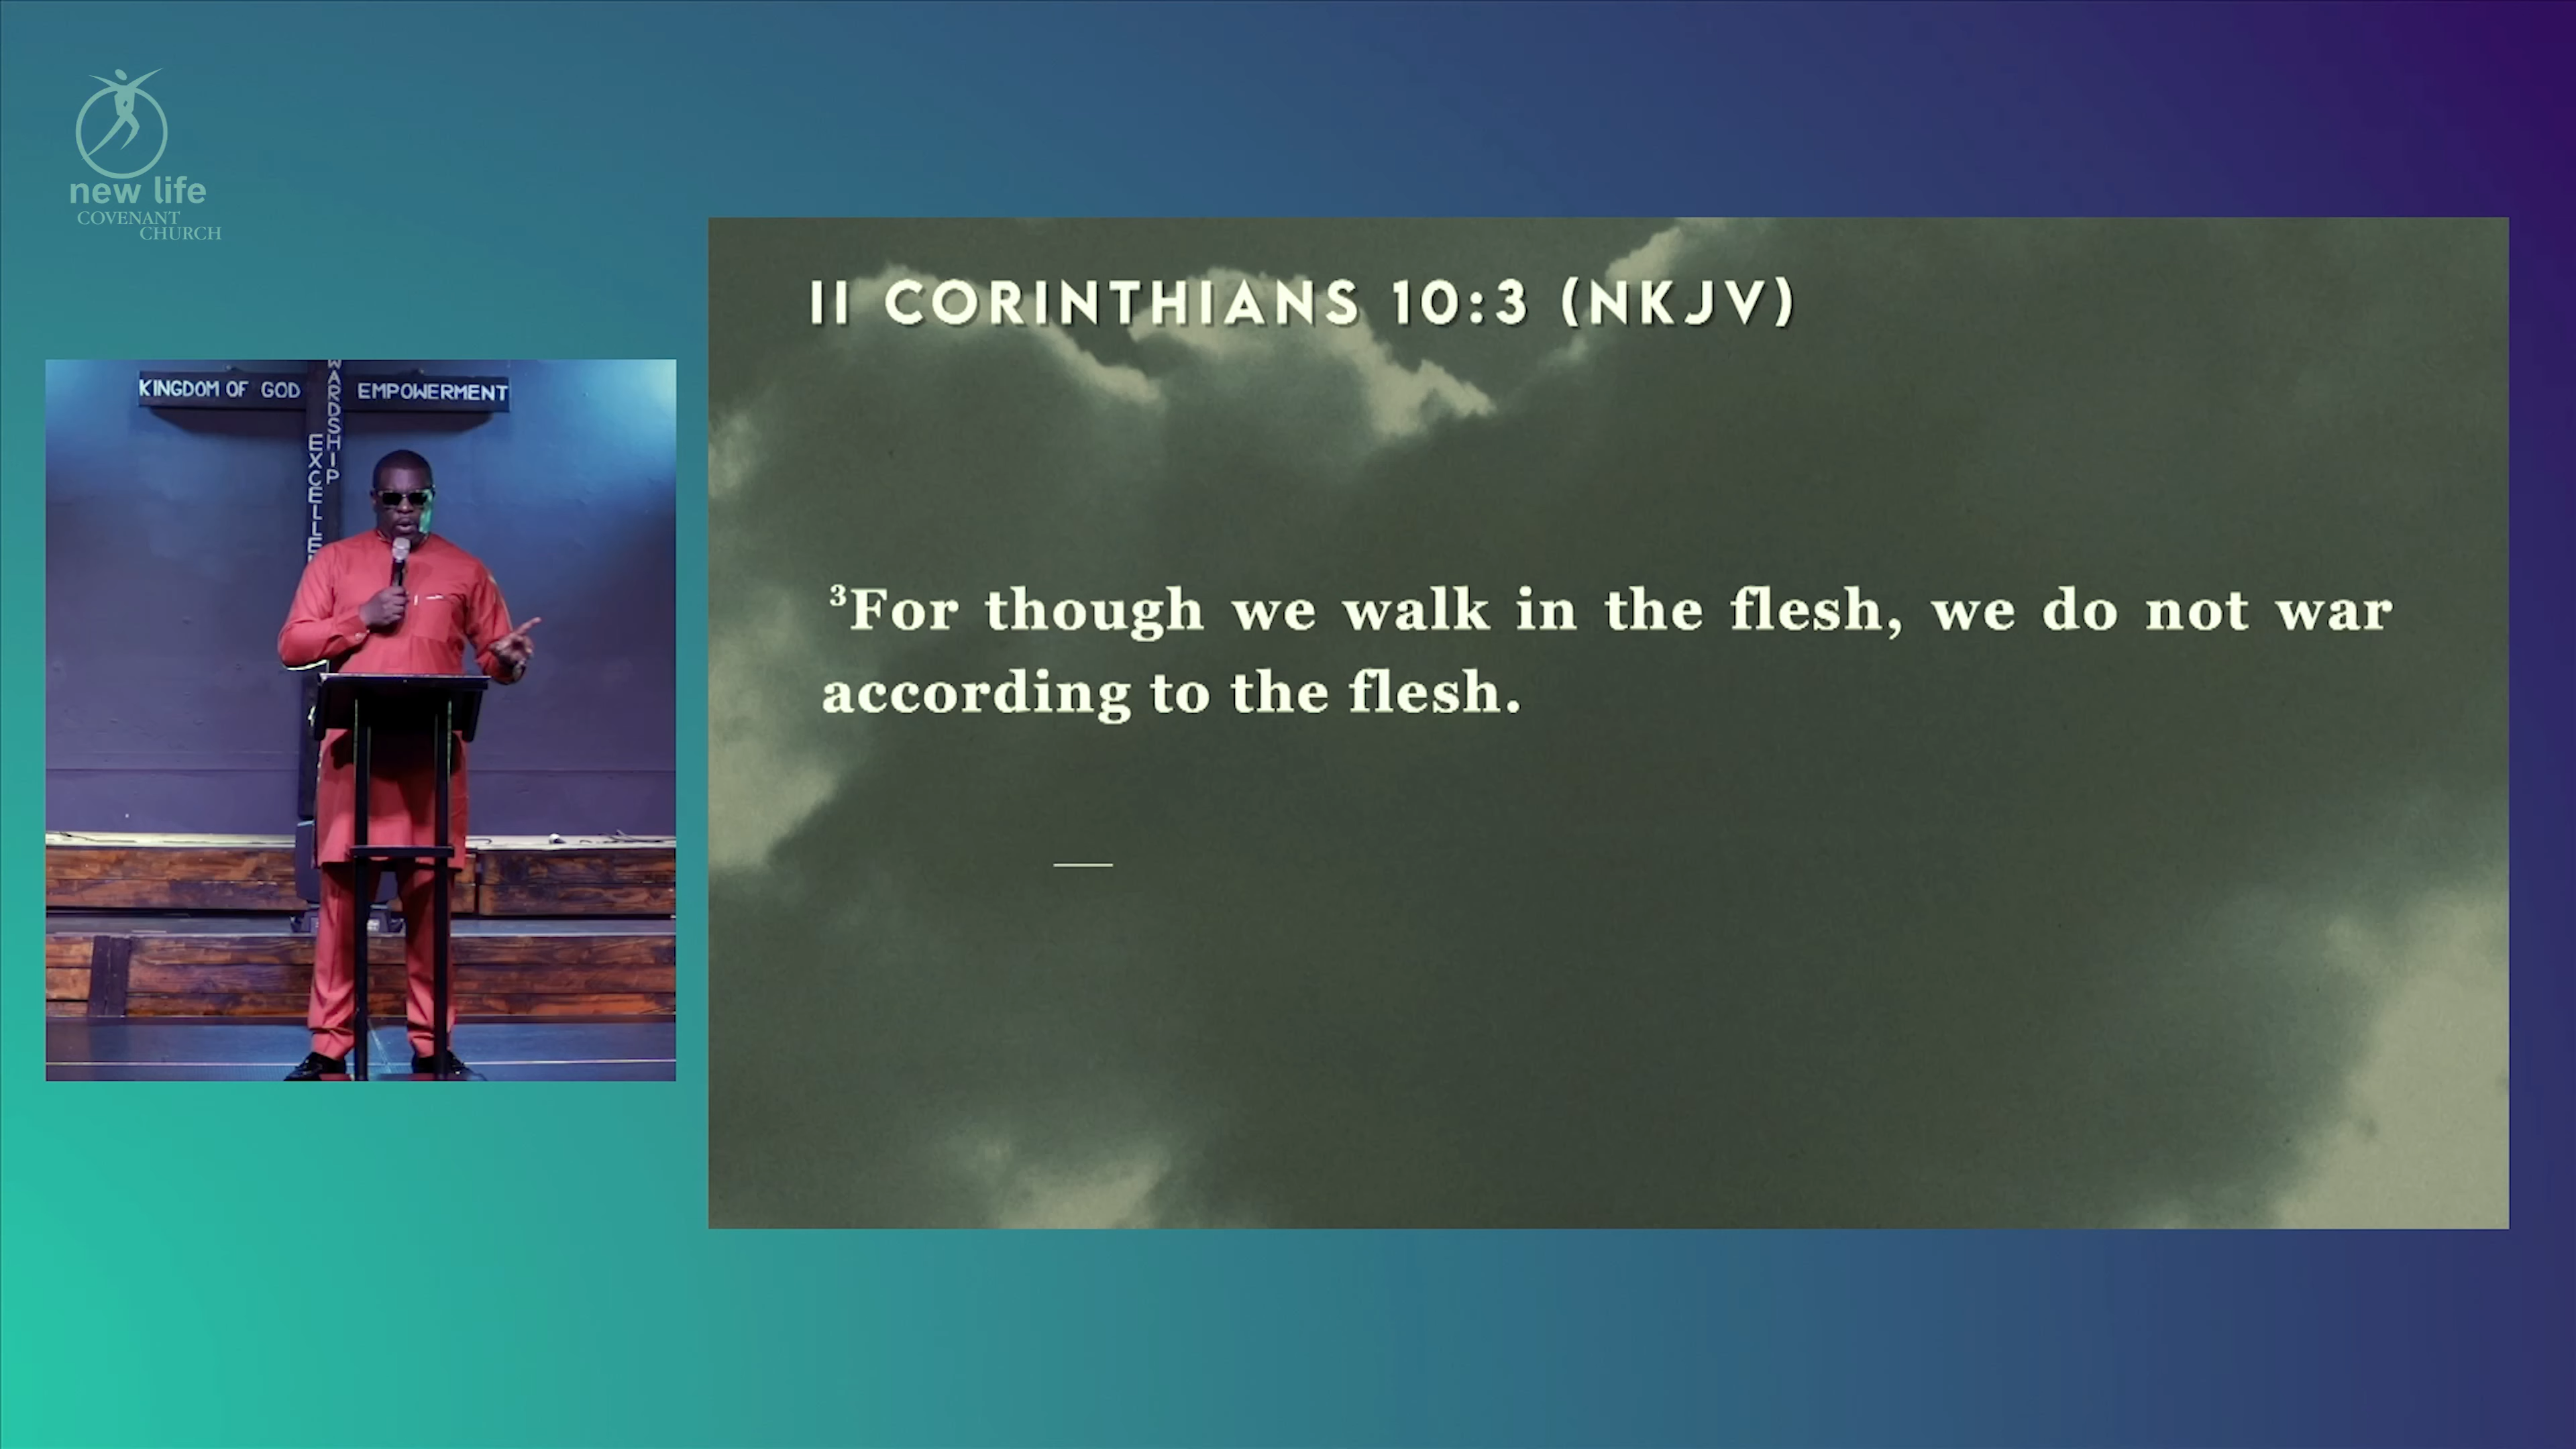 new life
COVENANT
CHURCH
II CORINTHIANS 10:3 (NKJV)
KINGDOM OF GOD EMPOWERMENT
WARDSHIP
³For though we walk in the flesh, we do not war
according to the flesh.